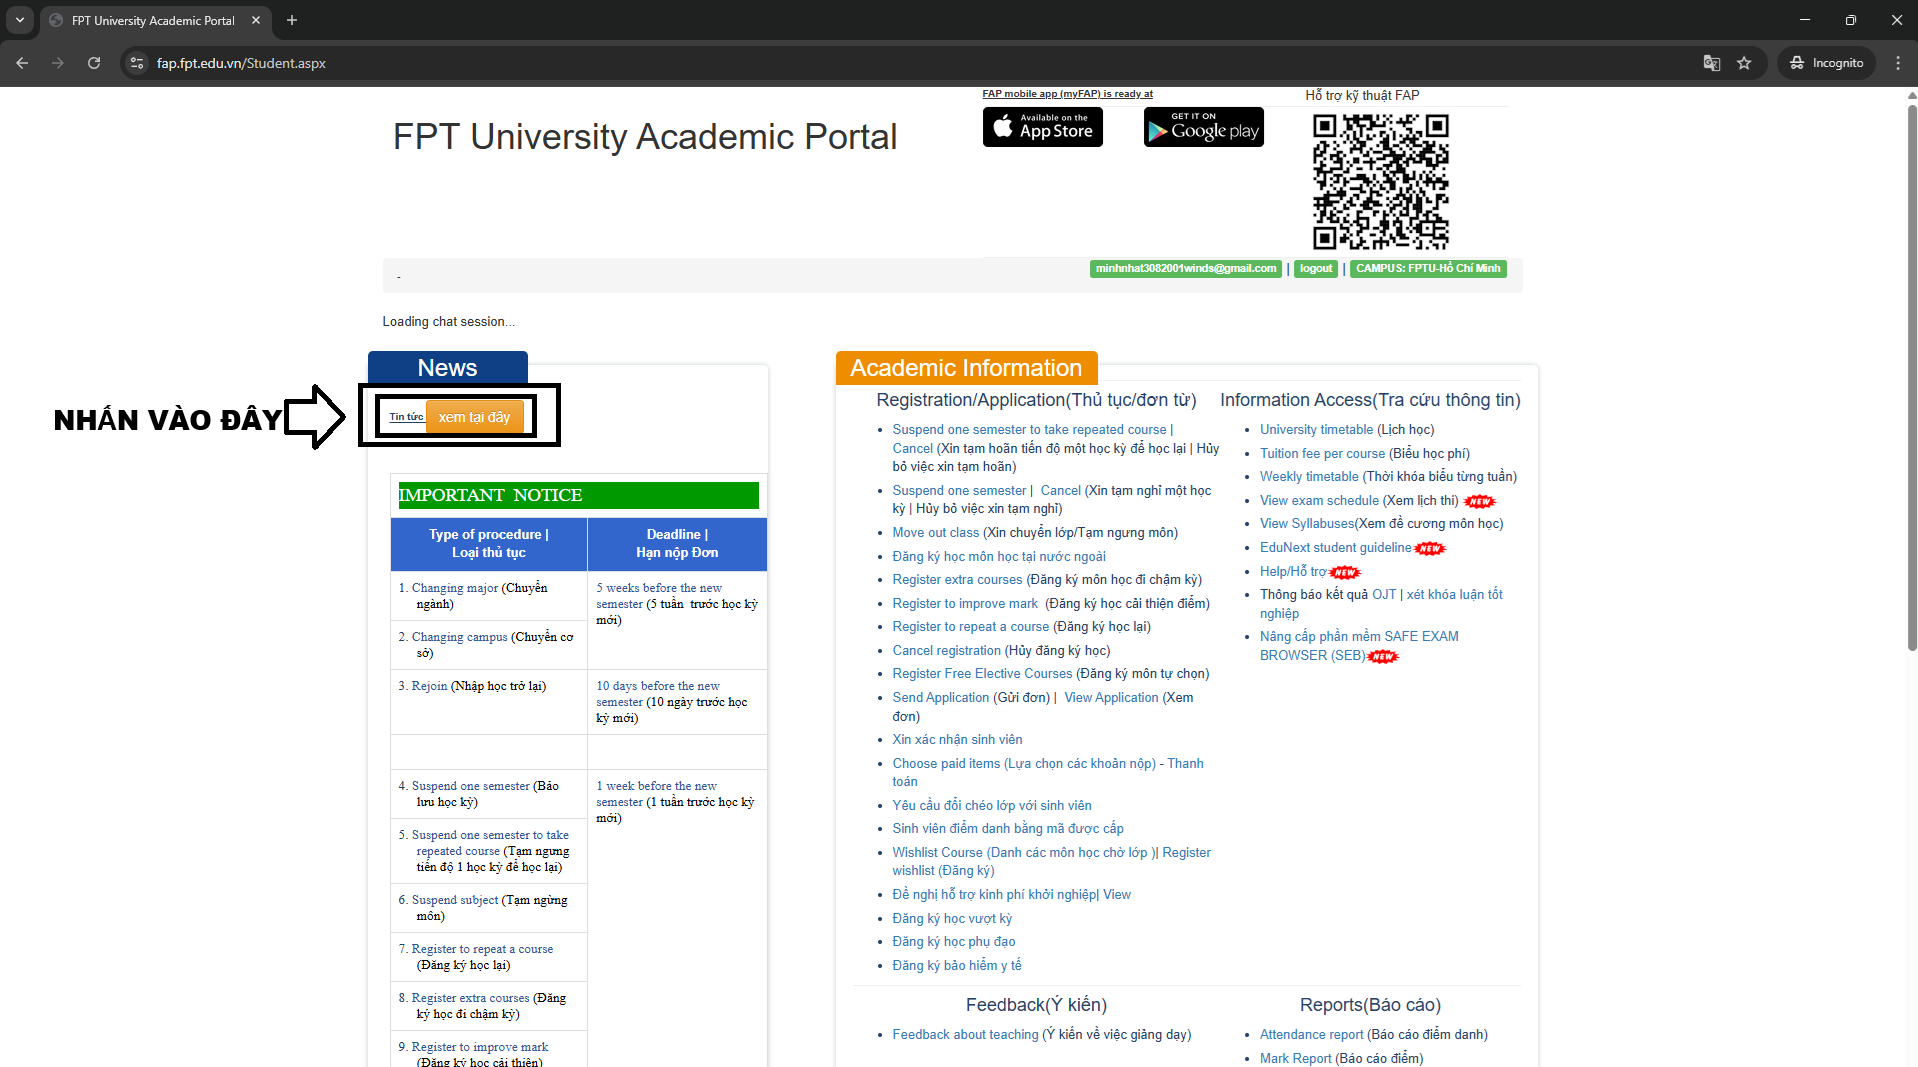 FPT University Academic Portal
fap.fpt.edu.vn/Student.aspx
Incognito
FAP mobile app (myFAP) is ready at
Hỗ trợ kỹ thuật FAP
FPT University Academic Portal
Available on the
App Store
GET IT ON
Google play
-
minhnhat3082001winds@gmail.com | logout | CAMPUS: FPTU-Hồ Chí Minh
Loading chat session...
News
NHẤN VÀO ĐÂY
Tin tức xem tại đây
IMPORTANT NOTICE
Type of procedure |
Loại thủ tục
Deadline |
Hạn nộp Đơn
1. Changing major (Chuyển
ngành)
5 weeks before the new
semester (5 tuần trước học kỳ
mới)
2. Changing campus (Chuyển cơ
sở)
3. Rejoin (Nhập học trở lại)
10 days before the new
semester (10 ngày trước học
kỳ mới)
4. Suspend one semester (Bảo
lưu học kỳ)
1 week before the new
semester (1 tuần trước học kỳ
mới)
5. Suspend one semester to take
repeated course (Tạm ngưng
tiến độ 1 học kỳ để học lại)
6. Suspend subject (Tạm ngừng
môn)
7. Register to repeat a course
(Đăng ký học lại)
8. Register extra courses (Đăng
ký học đi chậm kỳ)
9. Register to improve mark
(Đăng ký học cải thiện)
Academic Information
Registration/Application(Thủ tục/đơn từ)
Suspend one semester to take repeated course |
Cancel (Xin tạm hoãn tiến độ một học kỳ để học lại | Hủy
bỏ việc xin tạm hoãn)
Suspend one semester | Cancel (Xin tạm nghỉ một học
kỳ | Hủy bỏ việc xin tạm nghỉ)
Move out class (Xin chuyển lớp/Tạm ngưng môn)
Đăng ký học môn học tại nước ngoài
Register extra courses (Đăng ký môn học đi chậm kỳ)
Register to improve mark (Đăng ký học cải thiện điểm)
Register to repeat a course (Đăng ký học lại)
Cancel registration (Hủy đăng ký học)
Register Free Elective Courses (Đăng ký môn tự chọn)
Send Application (Gửi đơn) | View Application (Xem
đơn)
Xin xác nhận sinh viên
Choose paid items (Lựa chọn các khoản nộp) - Thanh
toán
Yêu cầu đổi chéo lớp với sinh viên
Sinh viên điểm danh bằng mã được cấp
Wishlist Course (Danh các môn học chờ lớp )| Register
wishlist (Đăng ký)
Đề nghị hỗ trợ kinh phí khởi nghiệp| View
Đăng ký học vượt kỳ
Đăng ký học phụ đạo
Đăng ký bảo hiểm y tế
Information Access(Tra cứu thông tin)
University timetable (Lịch học)
Tuition fee per course (Biểu học phí)
Weekly timetable (Thời khóa biểu từng tuần)
View exam schedule (Xem lịch thi) NEW
View Syllabuses(Xem đề cương môn học)
EduNext student guideline NEW
Help/Hỗ trợ NEW
Thông báo kết quả OJT | xét khóa luận tốt
nghiệp
Nâng cấp phần mềm SAFE EXAM
BROWSER (SEB) NEW
Feedback(Ý kiến)
Feedback about teaching (Ý kiến về việc giảng dạy)
Reports(Báo cáo)
Attendance report (Báo cáo điểm danh)
Mark Report (Báo cáo điểm)